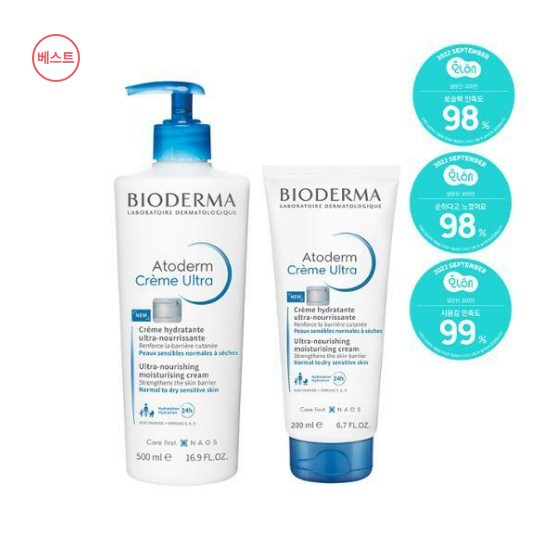 베스트
BIODERMA
LABORATOIRE DERMATOLOGIQUE
Atoderm
Crème Ultra
NEW
Crème hydratante
ultra-nourrissante
Renforce la barrière cutanée
Peaux sensibles normales à sèches
Ultra-nourishing
moisturising cream
Strengthens the skin barrier
Normal to dry sensitive skin
Hydratation
Hydration
24h
Care first
NAOS
500 ml e 16.9 FL.OZ.
BIODERMA
LABORATOIRE DERMATOLOGIQUE
Atoderm
Crème Ultra
NEW
Crème hydratante
ultra-nourrissante
Renforce la barrière cutanée
Peaux sensibles normales à sèches
Ultra-nourishing
moisturising cream
Strengthens the skin barrier
Normal to dry sensitive skin
Hydratation
Hydration
24h
Care first
NAOS
200 ml e 6.7 FL.OZ.
2022 SEPTEMBER
보습력 만족도
98%
2022 SEPTEMBER
순하다고 느꼈어요
98%
2022 SEPTEMBER
사용감 만족도
99%